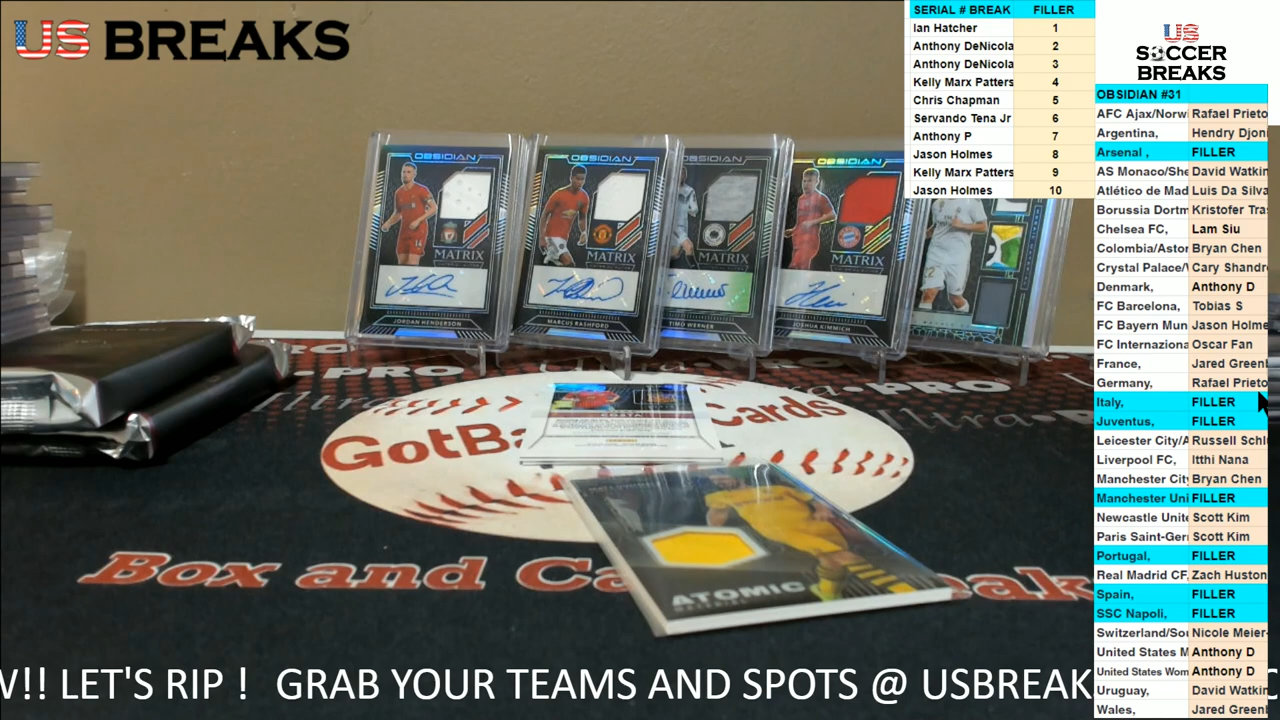 US BREAKS
SERIAL # BREAK FILLER
Ian Hatcher 1
Anthony DeNicola 2
Anthony DeNicola 3
Kelly Marx Patters 4
Chris Chapman 5
Servando Tena Jr 6
Anthony P 7
Jason Holmes 8
Kelly Marx Patters 9
Jason Holmes 10
US
SOCCER
BREAKS
OBSIDIAN #31
AFC Ajax/Norw Rafael Prieto
Argentina, Hendry Djon
Arsenal , FILLER
AS Monaco/She David Watkin
Atlético de Mad Luis Da Silva
Borussia Dortm Kristofer Tra
Chelsea FC, Lam Siu
Colombia/Aston Bryan Chen
Crystal Palace/ Cary Shandr
Denmark, Anthony D
FC Barcelona, Tobias S
FC Bayern Mun Jason Holme
FC Internaziona Oscar Fan
France, Jared Green
Germany, Rafael Prieto
Italy, FILLER
Juventus, FILLER
Leicester City/A Russell Schl
Liverpool FC, Itthi Nana
Manchester City Bryan Chen
Manchester Uni FILLER
Newcastle Unite Scott Kim
Paris Saint-Ger Scott Kim
Portugal, FILLER
Real Madrid CF, Zach Huston
Spain, FILLER
SSC Napoli, FILLER
Switzerland/Sou Nicole Meier-
United States M Anthony D
United States Wom Anthony D
Uruguay, David Watkin
Wales, Jared Green
OBSIDIAN
MATRIX
14
JORDAN HENDERSON
OBSIDIAN
MATRIX
MARCUS RASHFORD
OBSIDIAN
MATRIX
TIMO WERNER
OBSIDIAN
MATRIX
JOSHUA KIMMICH
22
PRO
PRO
COSTA
GotBa
Cards
ATOMIC
Box and Ca
eak
W!! LET'S RIP ! GRAB YOUR TEAMS AND SPOTS @ USBREAK